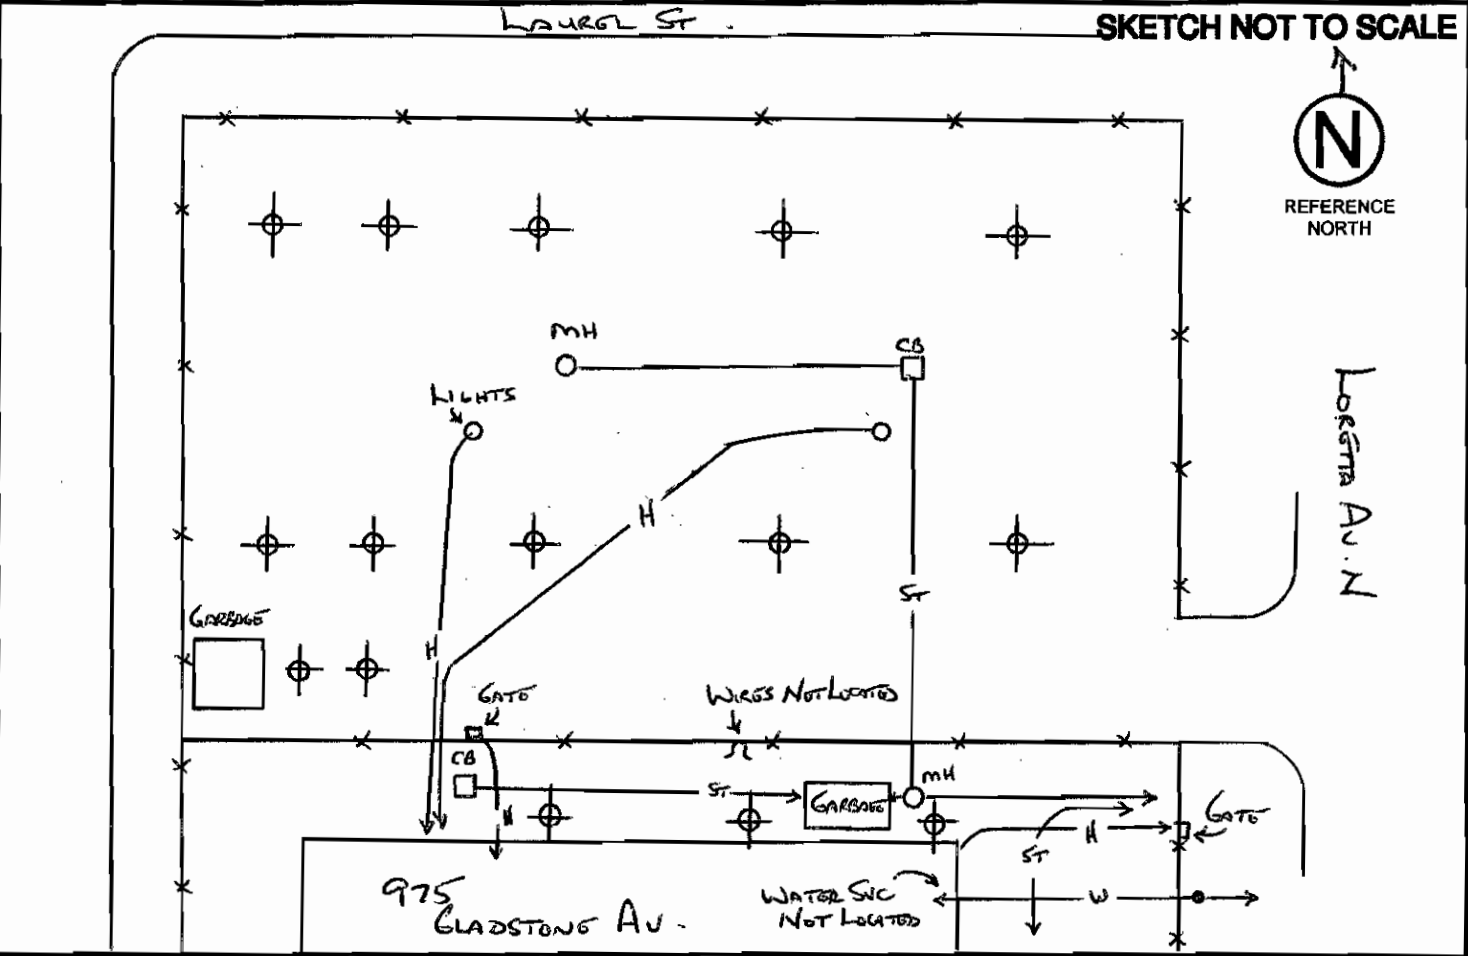 LAUREL ST.
SKETCH NOT TO SCALE
N
REFERENCE
NORTH
MH
CB
LIGHTS
LORETTA AV. N
H
ST
GARBAGE
H
GATE
WIRES NOT LOCATED
CB
MH
ST
GARBAGE
H
GATE
H
ST
975
GLADSTONE AV.
WATER SVC
NOT LOCATED
W